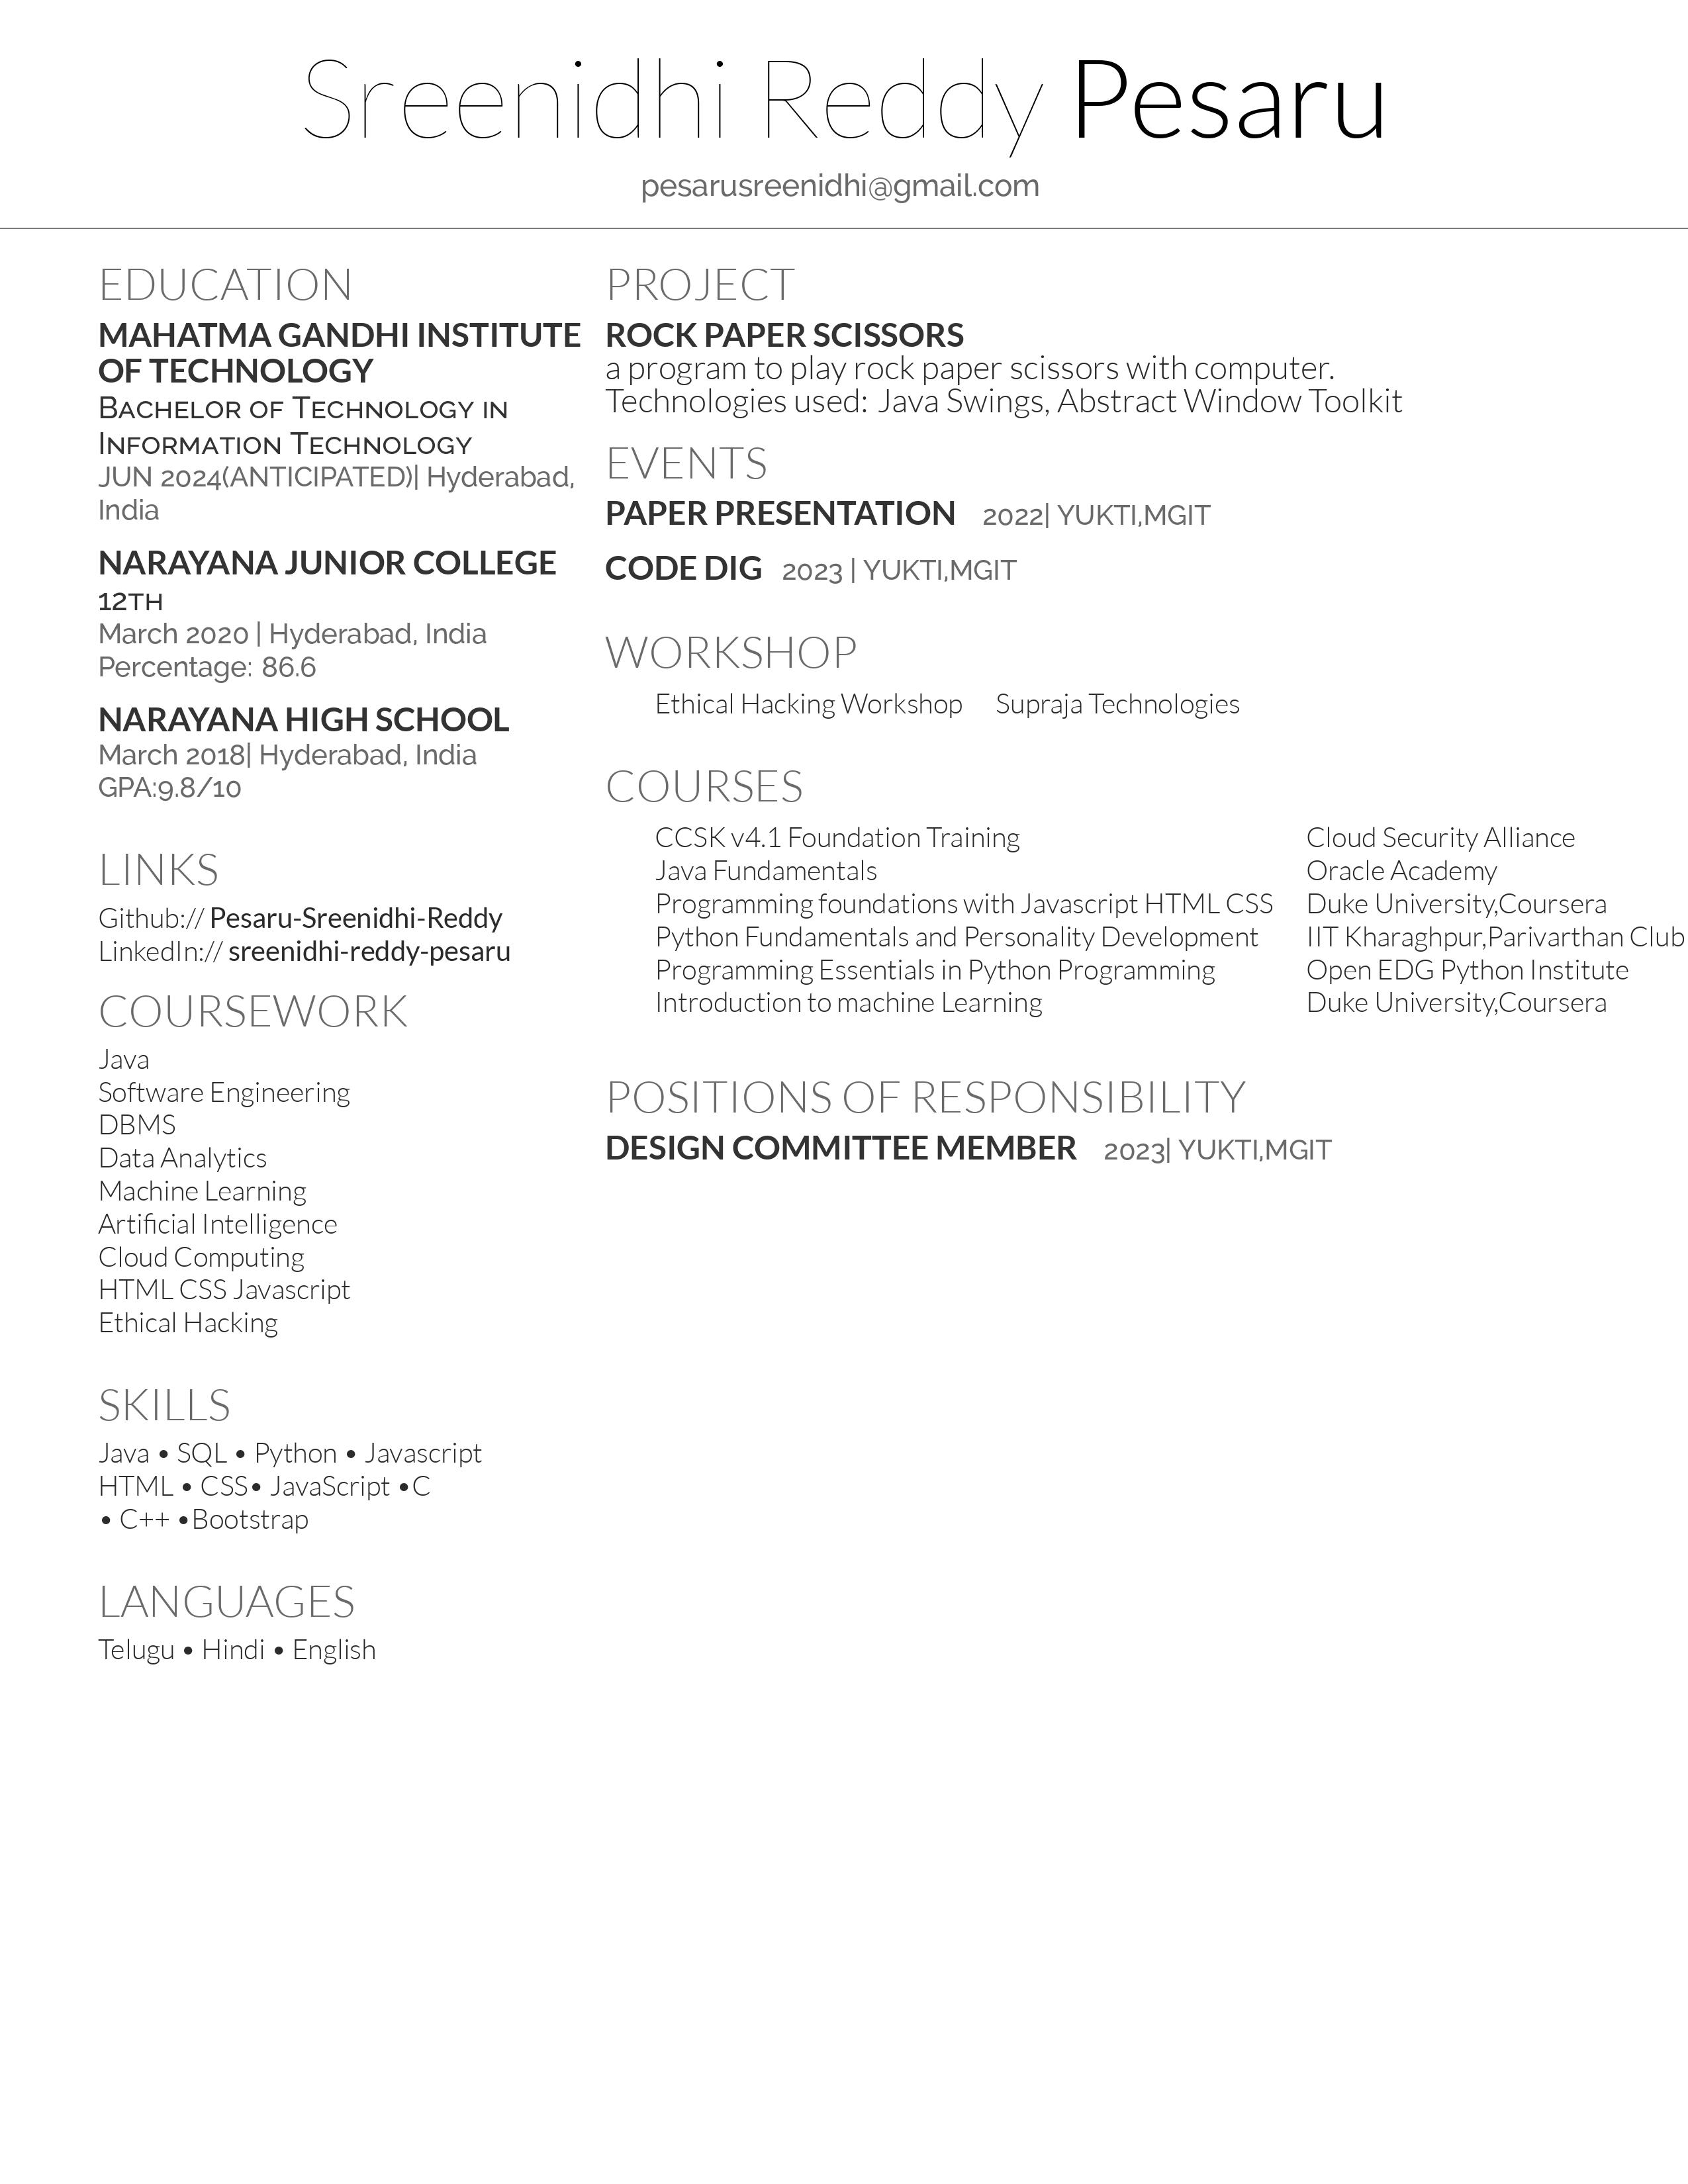 Sreenidhi Reddy Pesaru
pesarusreenidhi@gmail.com
EDUCATION
MAHATMA GANDHI INSTITUTE
OF TECHNOLOGY
Bachelor of Technology in
Information Technology
JUN 2024(ANTICIPATED)| Hyderabad,
India
NARAYANA JUNIOR COLLEGE
12TH
March 2020 | Hyderabad, India
Percentage: 86.6
NARAYANA HIGH SCHOOL
March 2018| Hyderabad, India
GPA:9.8/10
LINKS
Github:// Pesaru-Sreenidhi-Reddy
LinkedIn:// sreenidhi-reddy-pesaru
COURSEWORK
Java
Software Engineering
DBMS
Data Analytics
Machine Learning
Artificial Intelligence
Cloud Computing
HTML CSS Javascript
Ethical Hacking
SKILLS
Java • SQL • Python • Javascript
HTML • CSS• JavaScript •C
• C++ •Bootstrap
LANGUAGES
Telugu • Hindi • English
PROJECT
ROCK PAPER SCISSORS
a program to play rock paper scissors with computer.
Technologies used: Java Swings, Abstract Window Toolkit
EVENTS
PAPER PRESENTATION 2022| YUKTI,MGIT
CODE DIG 2023 | YUKTI,MGIT
WORKSHOP
Ethical Hacking Workshop Supraja Technologies
COURSES
CCSK v4.1 Foundation Training Cloud Security Alliance
Java Fundamentals Oracle Academy
Programming foundations with Javascript HTML CSS Duke University,Coursera
Python Fundamentals and Personality Development IIT Kharaghpur,Parivarthan Club
Programming Essentials in Python Programming Open EDG Python Institute
Introduction to machine Learning Duke University,Coursera
POSITIONS OF RESPONSIBILITY
DESIGN COMMITTEE MEMBER 2023| YUKTI,MGIT